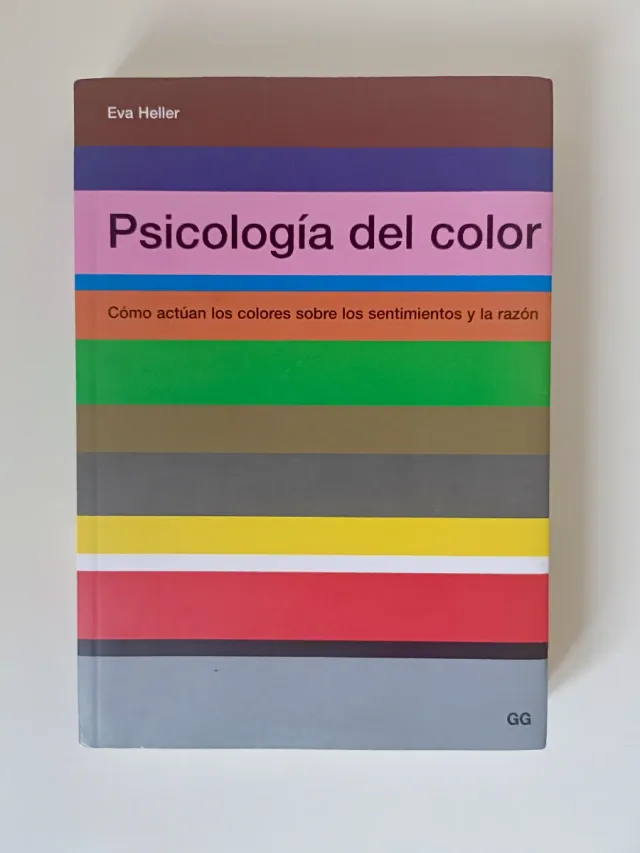 Eva Heller
Psicología del color
Cómo actúan los colores sobre los sentimientos y la razón
GG